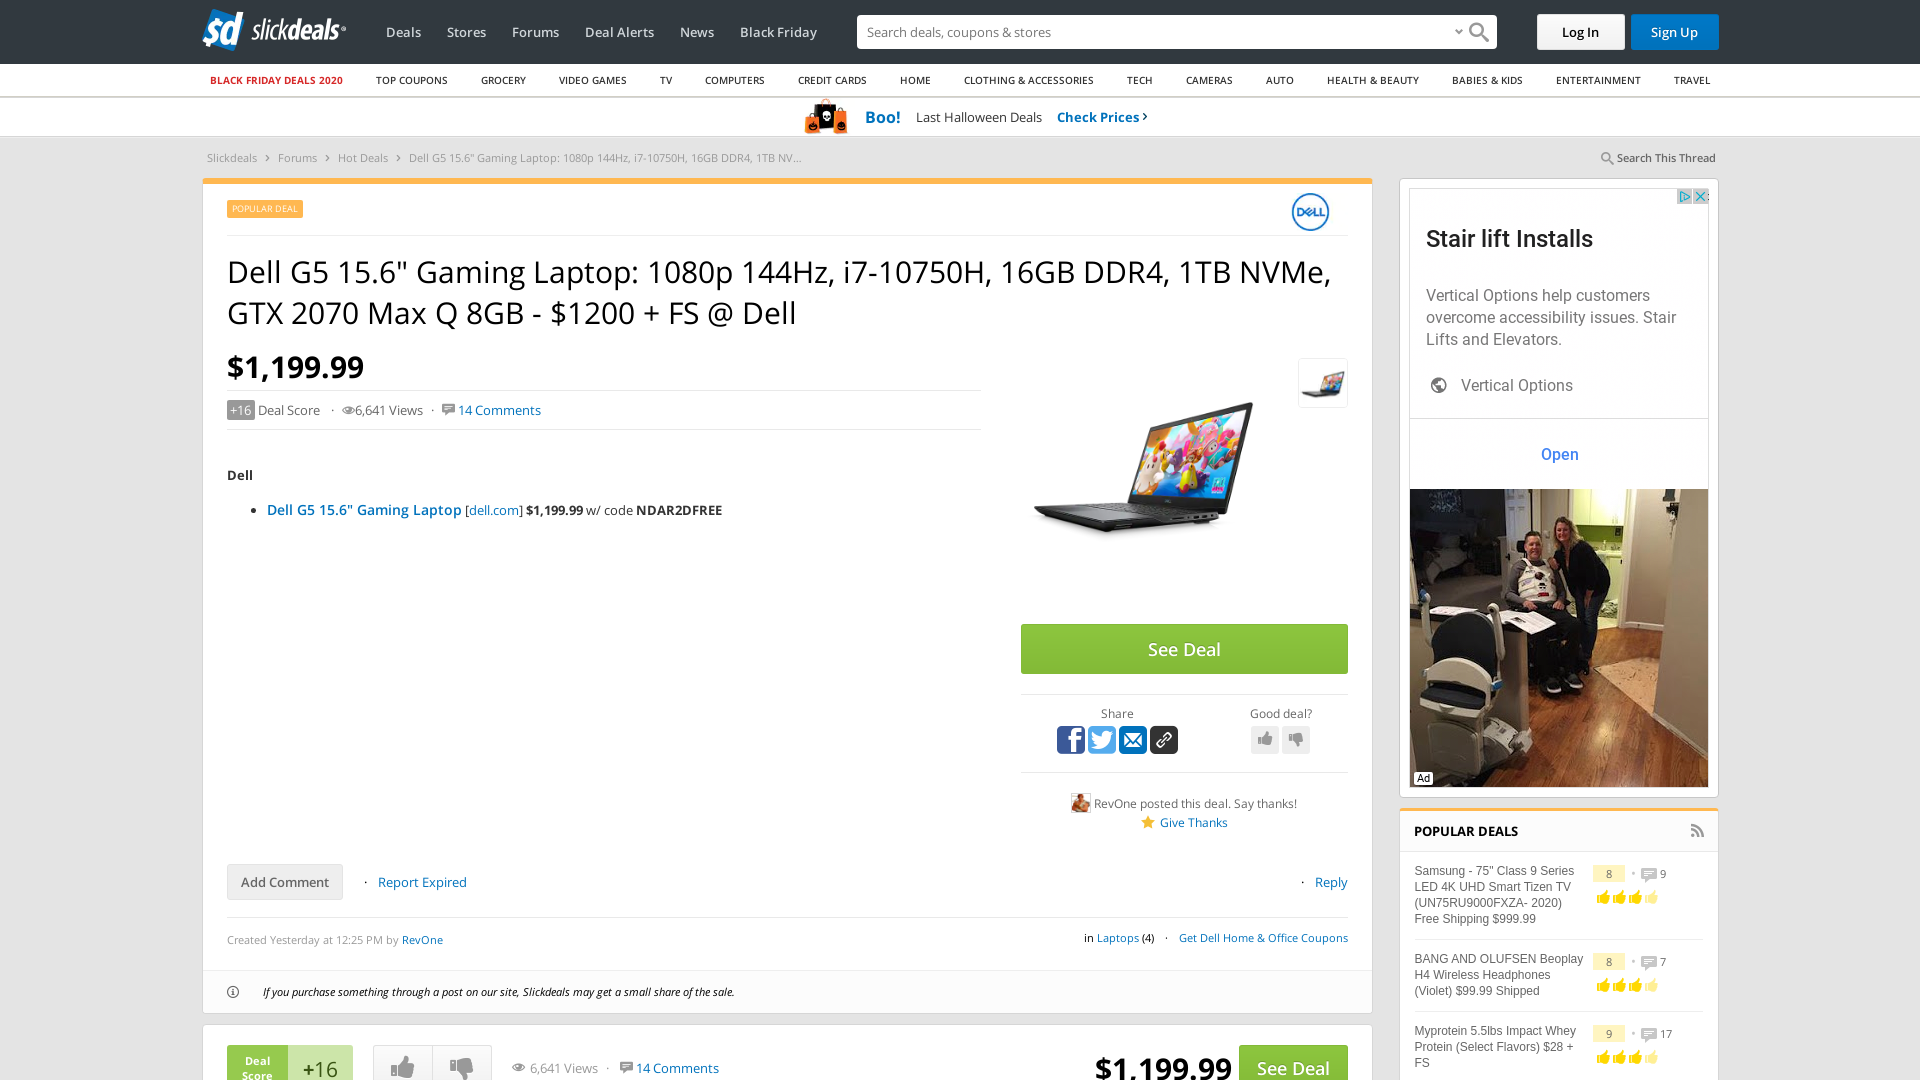 slickdeals
Deals
Stores
Forums
Deal Alerts
News
Black Friday
Search deals, coupons & stores
Log In
Sign Up
BLACK FRIDAY DEALS 2020
TOP COUPONS
GROCERY
VIDEO GAMES
TV
COMPUTERS
CREDIT CARDS
HOME
CLOTHING & ACCESSORIES
TECH
CAMERAS
AUTO
HEALTH & BEAUTY
BABIES & KIDS
ENTERTAINMENT
TRAVEL
Boo! Last Halloween Deals Check Prices ›
Slickdeals › Forums › Hot Deals › Dell G5 15.6" Gaming Laptop: 1080p 144Hz, i7-10750H, 16GB DDR4, 1TB NV...
Search This Thread
POPULAR DEAL
DELL
Dell G5 15.6" Gaming Laptop: 1080p 144Hz, i7-10750H, 16GB DDR4, 1TB NVMe,
GTX 2070 Max Q 8GB - $1200 + FS @ Dell
$1,199.99
+16 Deal Score · 6,641 Views · 14 Comments
Dell
• Dell G5 15.6" Gaming Laptop [dell.com] $1,199.99 w/ code NDAR2DFREE
See Deal
Share
Good deal?
RevOne posted this deal. Say thanks!
Give Thanks
Add Comment
· Report Expired
· Reply
Created Yesterday at 12:25 PM by RevOne
in Laptops (4) · Get Dell Home & Office Coupons
If you purchase something through a post on our site, Slickdeals may get a small share of the sale.
Deal
Score
+16
6,641 Views · 14 Comments
$1,199.99
See Deal
Stair lift Installs
Vertical Options help customers
overcome accessibility issues. Stair
Lifts and Elevators.
Vertical Options
Open
Ad
POPULAR DEALS
Samsung - 75" Class 9 Series
LED 4K UHD Smart Tizen TV
(UN75RU9000FXZA- 2020)
Free Shipping $999.99
8 • 9
BANG AND OLUFSEN Beoplay
H4 Wireless Headphones
(Violet) $99.99 Shipped
8 • 7
Myprotein 5.5lbs Impact Whey
Protein (Select Flavors) $28 +
FS
9 • 17